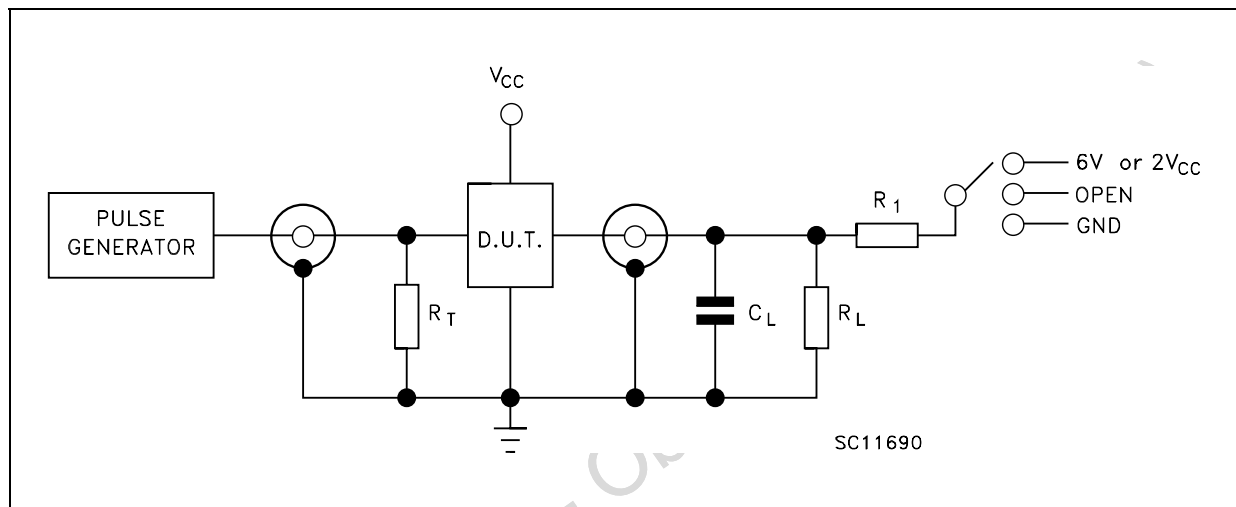 VCC
6V or 2VCC
OPEN
GND
R1
PULSE
GENERATOR
D.U.T.
RT
CL
RL
SC11690